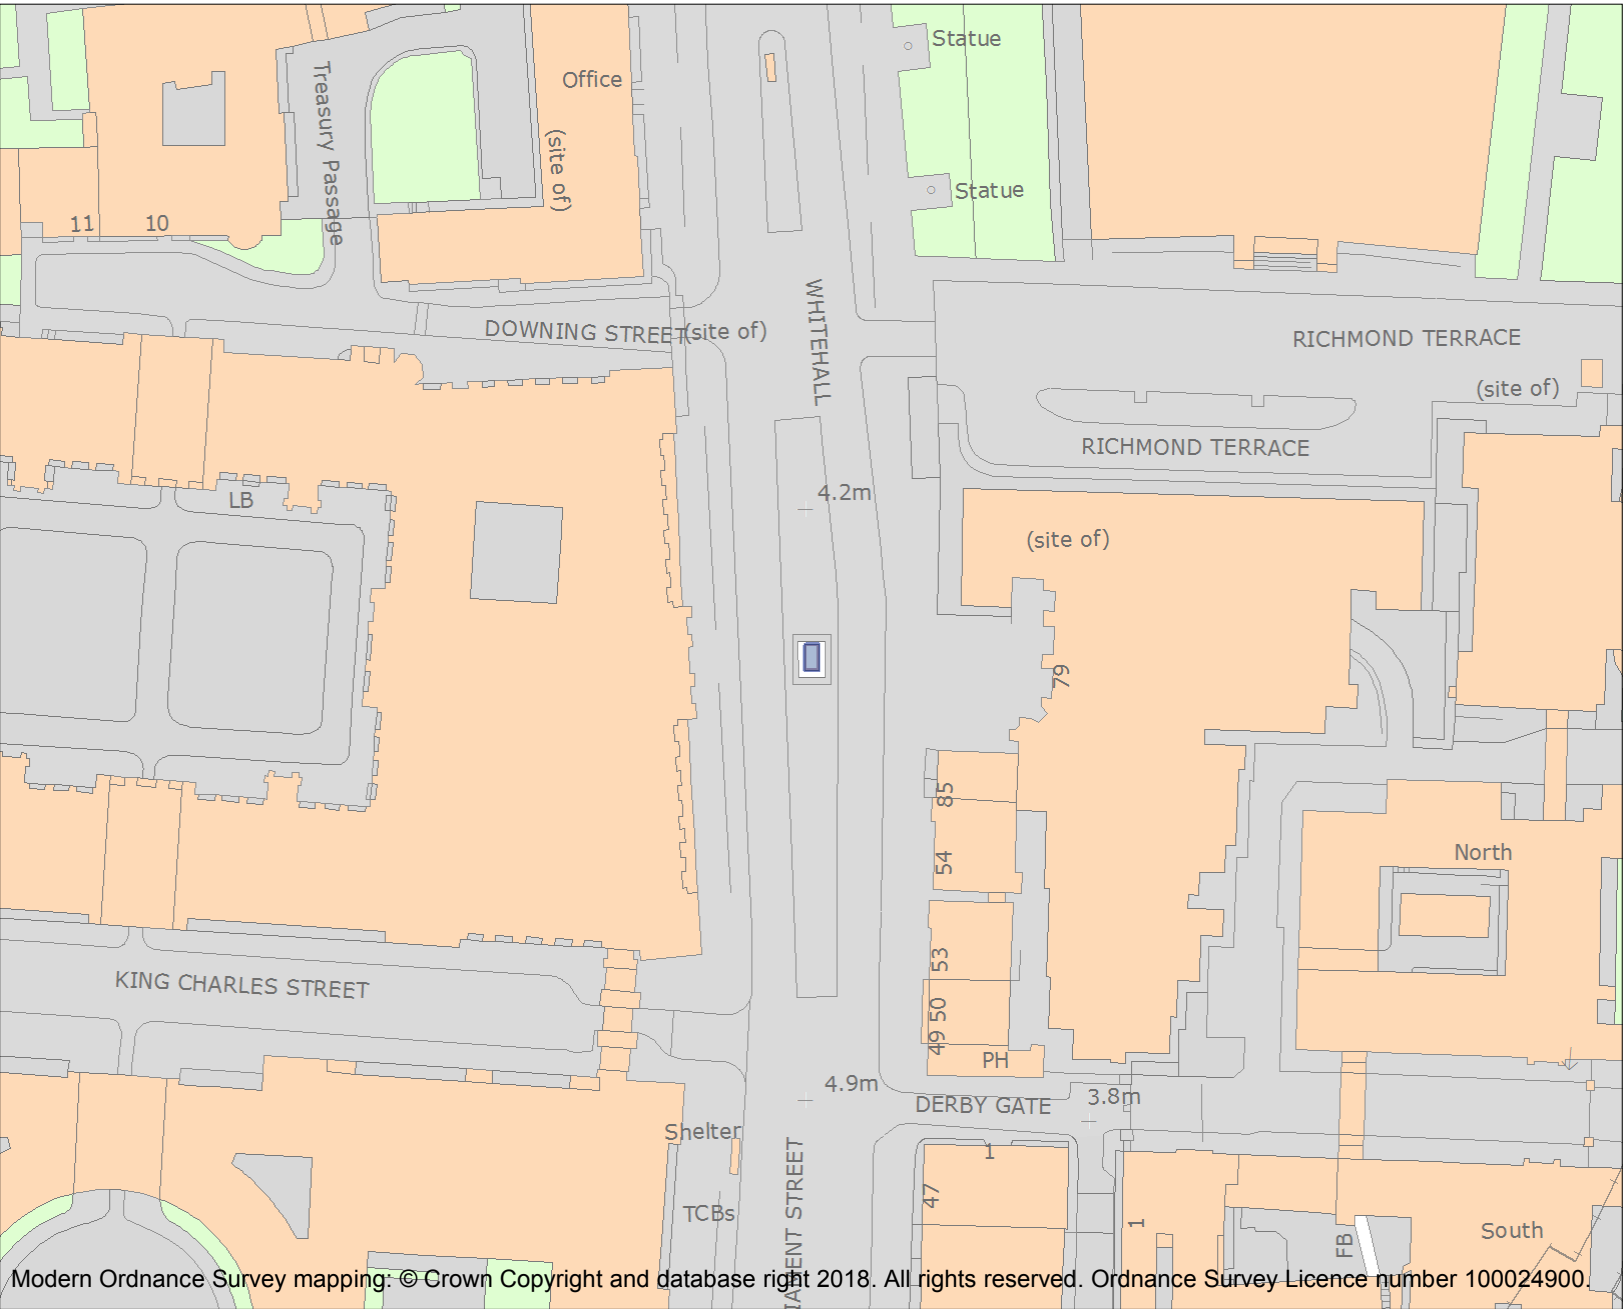 Statue
Office
Treasury Passage
(site of)
Statue
11
10
WHITEHALL
DOWNING STREET
(site of)
RICHMOND TERRACE
(site of)
RICHMOND TERRACE
LB
4.2m
(site of)
79
85
54
North
53
KING CHARLES STREET
50
49
PH
4.9m
3.8m
DERBY GATE
Shelter
1
47
TCBs
IAMENT STREET
1
South
FB
Modern Ordnance Survey mapping: © Crown Copyright and database right 2018. All rights reserved. Ordnance Survey Licence number 100024900.